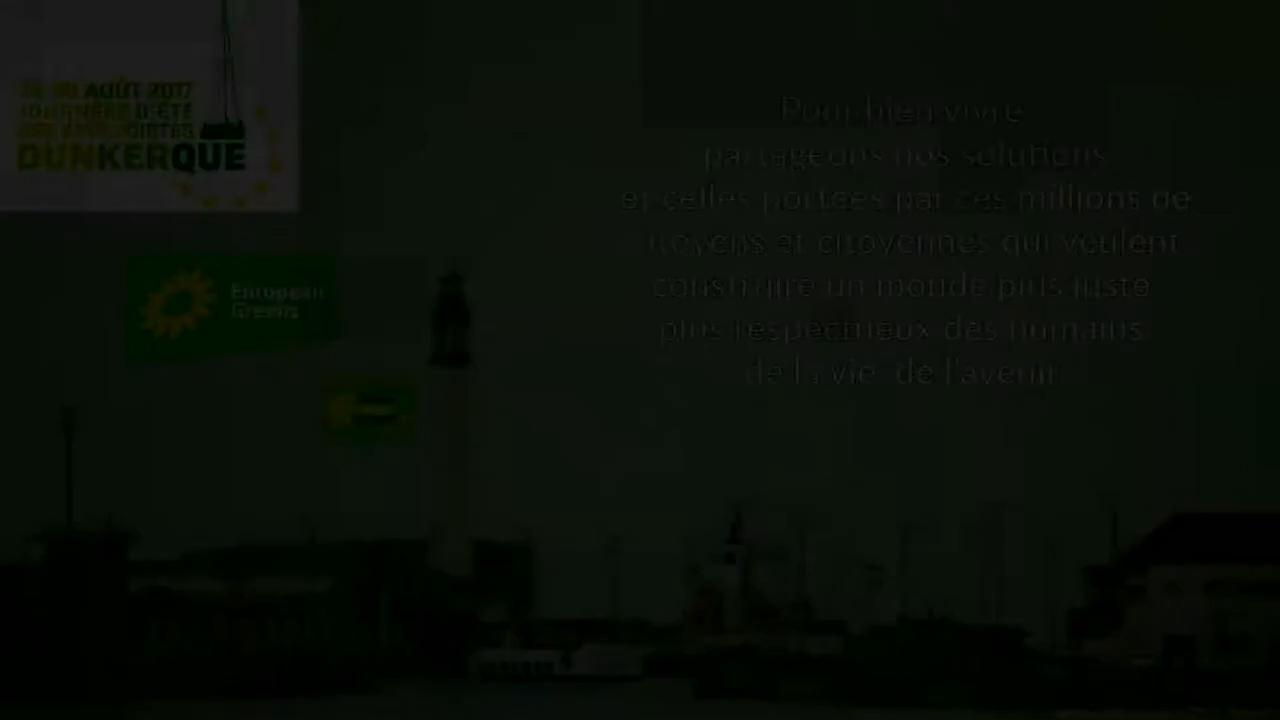 AOÛT 2017
JOURNÉES D'ÉTÉ
DES ÉCOLOGISTES
DUNKERQUE
Pour bien vivre
partageons nos solutions
et celles portées par ces millions de
citoyens et citoyennes qui veulent
construire un monde plus juste
plus respectueux des humains
de la vie de l'avenir
European
Greens